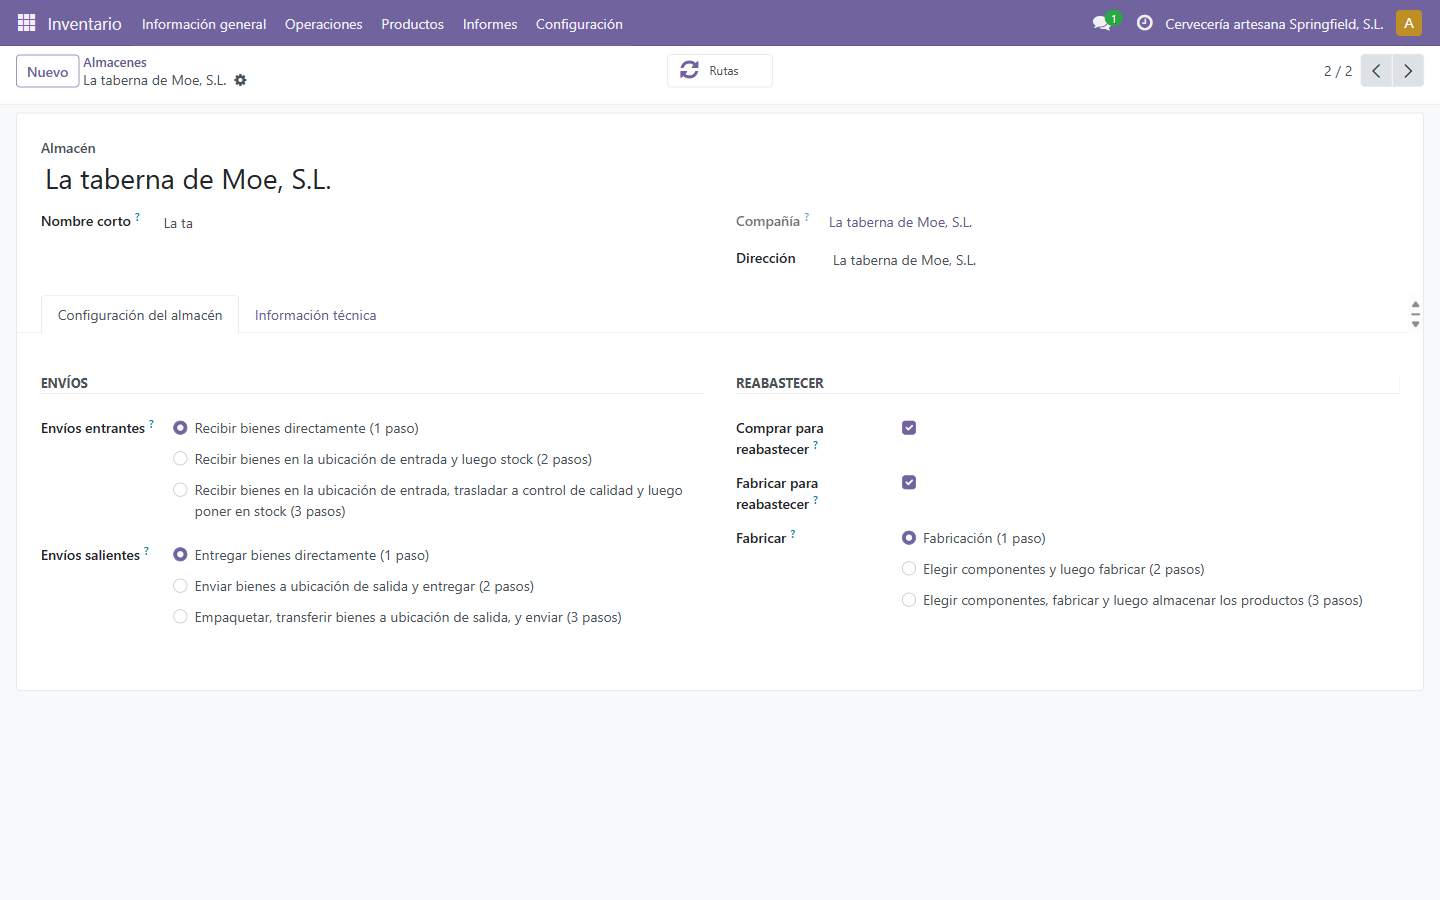 Inventario
Información general
Operaciones
Productos
Informes
Configuración
1
Cervecería artesana Springfield, S.L.
A
Nuevo
Almacenes
La taberna de Moe, S.L.
Rutas
2 / 2
Almacén
La taberna de Moe, S.L.
Nombre corto ?
La ta
Compañía ?
La taberna de Moe, S.L.
Dirección
La taberna de Moe, S.L.
Configuración del almacén
Información técnica
ENVÍOS
Envíos entrantes ?
Recibir bienes directamente (1 paso)
Recibir bienes en la ubicación de entrada y luego stock (2 pasos)
Recibir bienes en la ubicación de entrada, trasladar a control de calidad y luego
poner en stock (3 pasos)
Envíos salientes ?
Entregar bienes directamente (1 paso)
Enviar bienes a ubicación de salida y entregar (2 pasos)
Empaquetar, transferir bienes a ubicación de salida, y enviar (3 pasos)
REABASTECER
Comprar para
reabastecer ?
Fabricar para
reabastecer ?
Fabricar ?
Fabricación (1 paso)
Elegir componentes y luego fabricar (2 pasos)
Elegir componentes, fabricar y luego almacenar los productos (3 pasos)